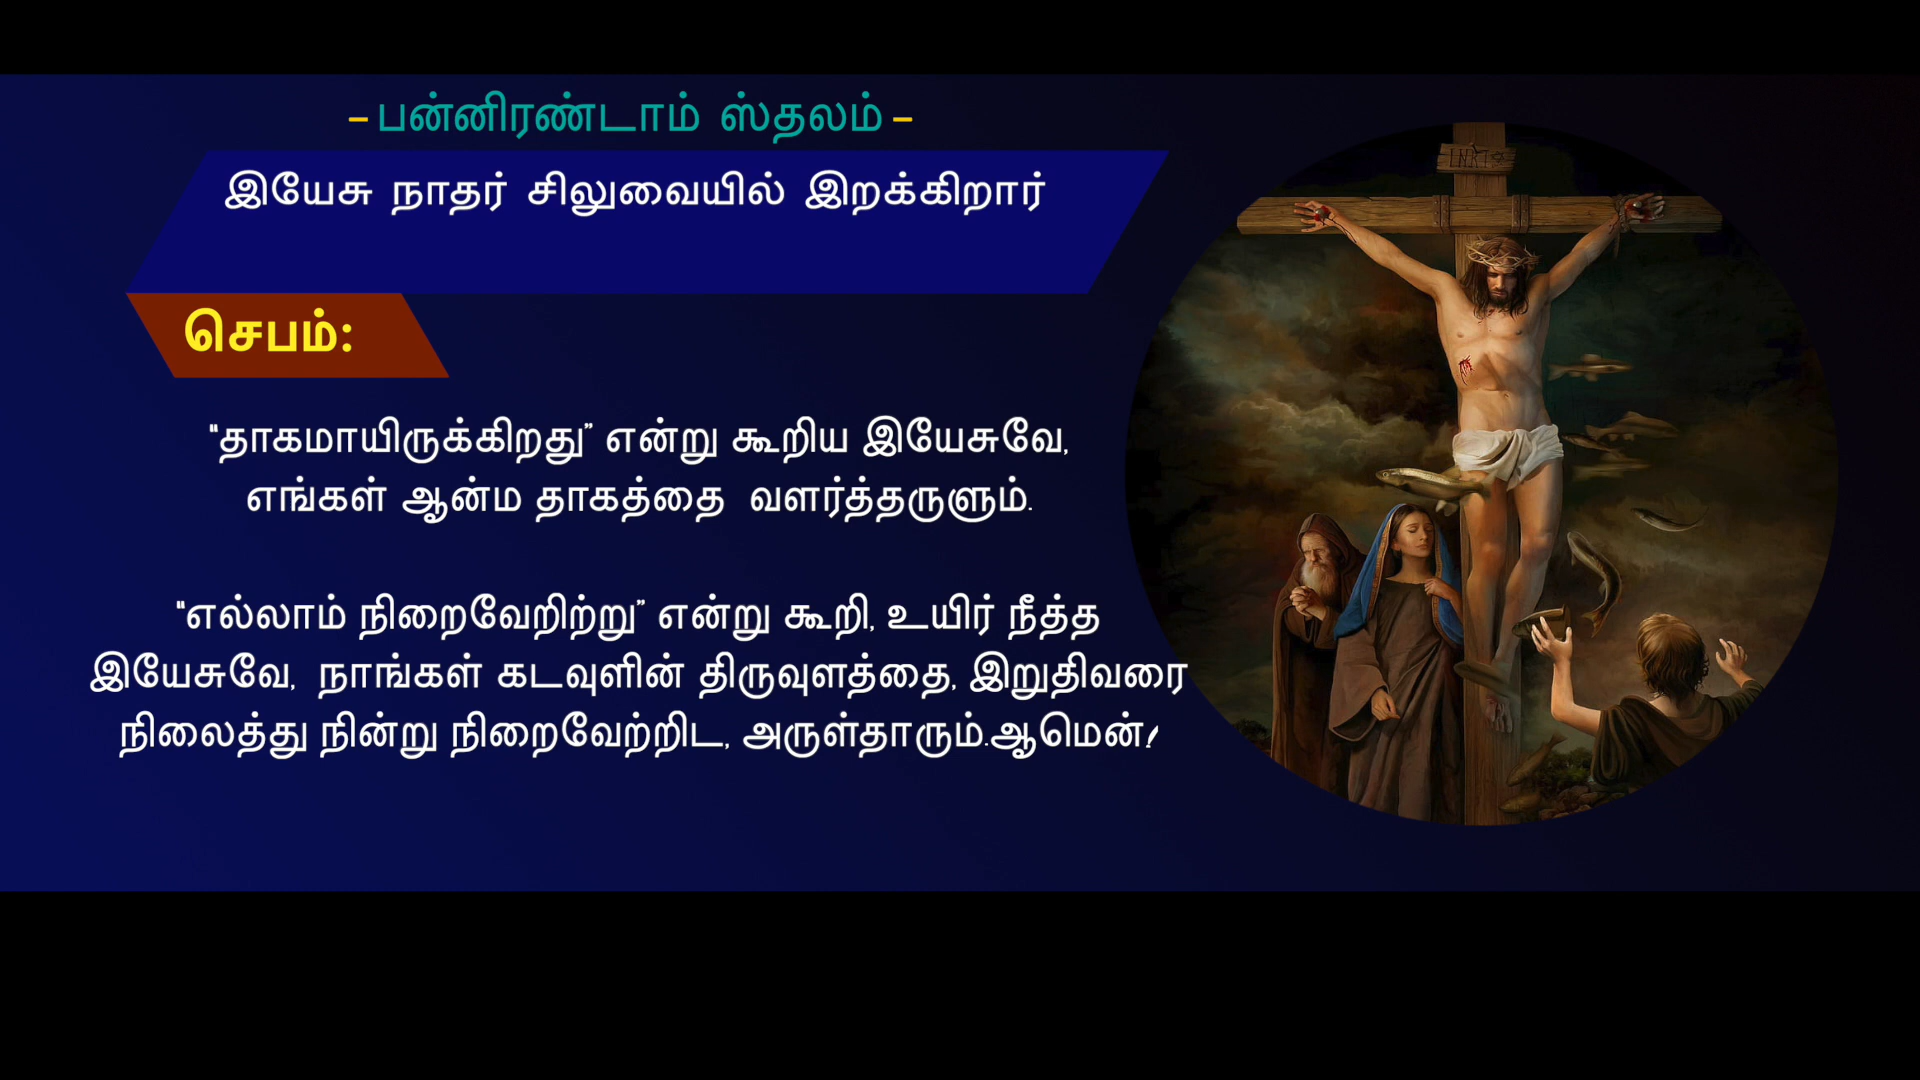 – பன்னிரண்டாம் ஸ்தலம் –
இயேசு நாதர் சிலுவையில் இறக்கிறார்
செபம்:
"தாகமாயிருக்கிறது” என்று கூறிய இயேசுவே,
எங்கள் ஆன்ம தாகத்தை வளர்த்தருளும்.
"எல்லாம் நிறைவேறிற்று” என்று கூறி, உயிர் நீத்த
இயேசுவே, நாங்கள் கடவுளின் திருவுளத்தை, இறுதிவரை
நிலைத்து நின்று நிறைவேற்றிட, அருள்தாரும்.ஆமென்!
INRI